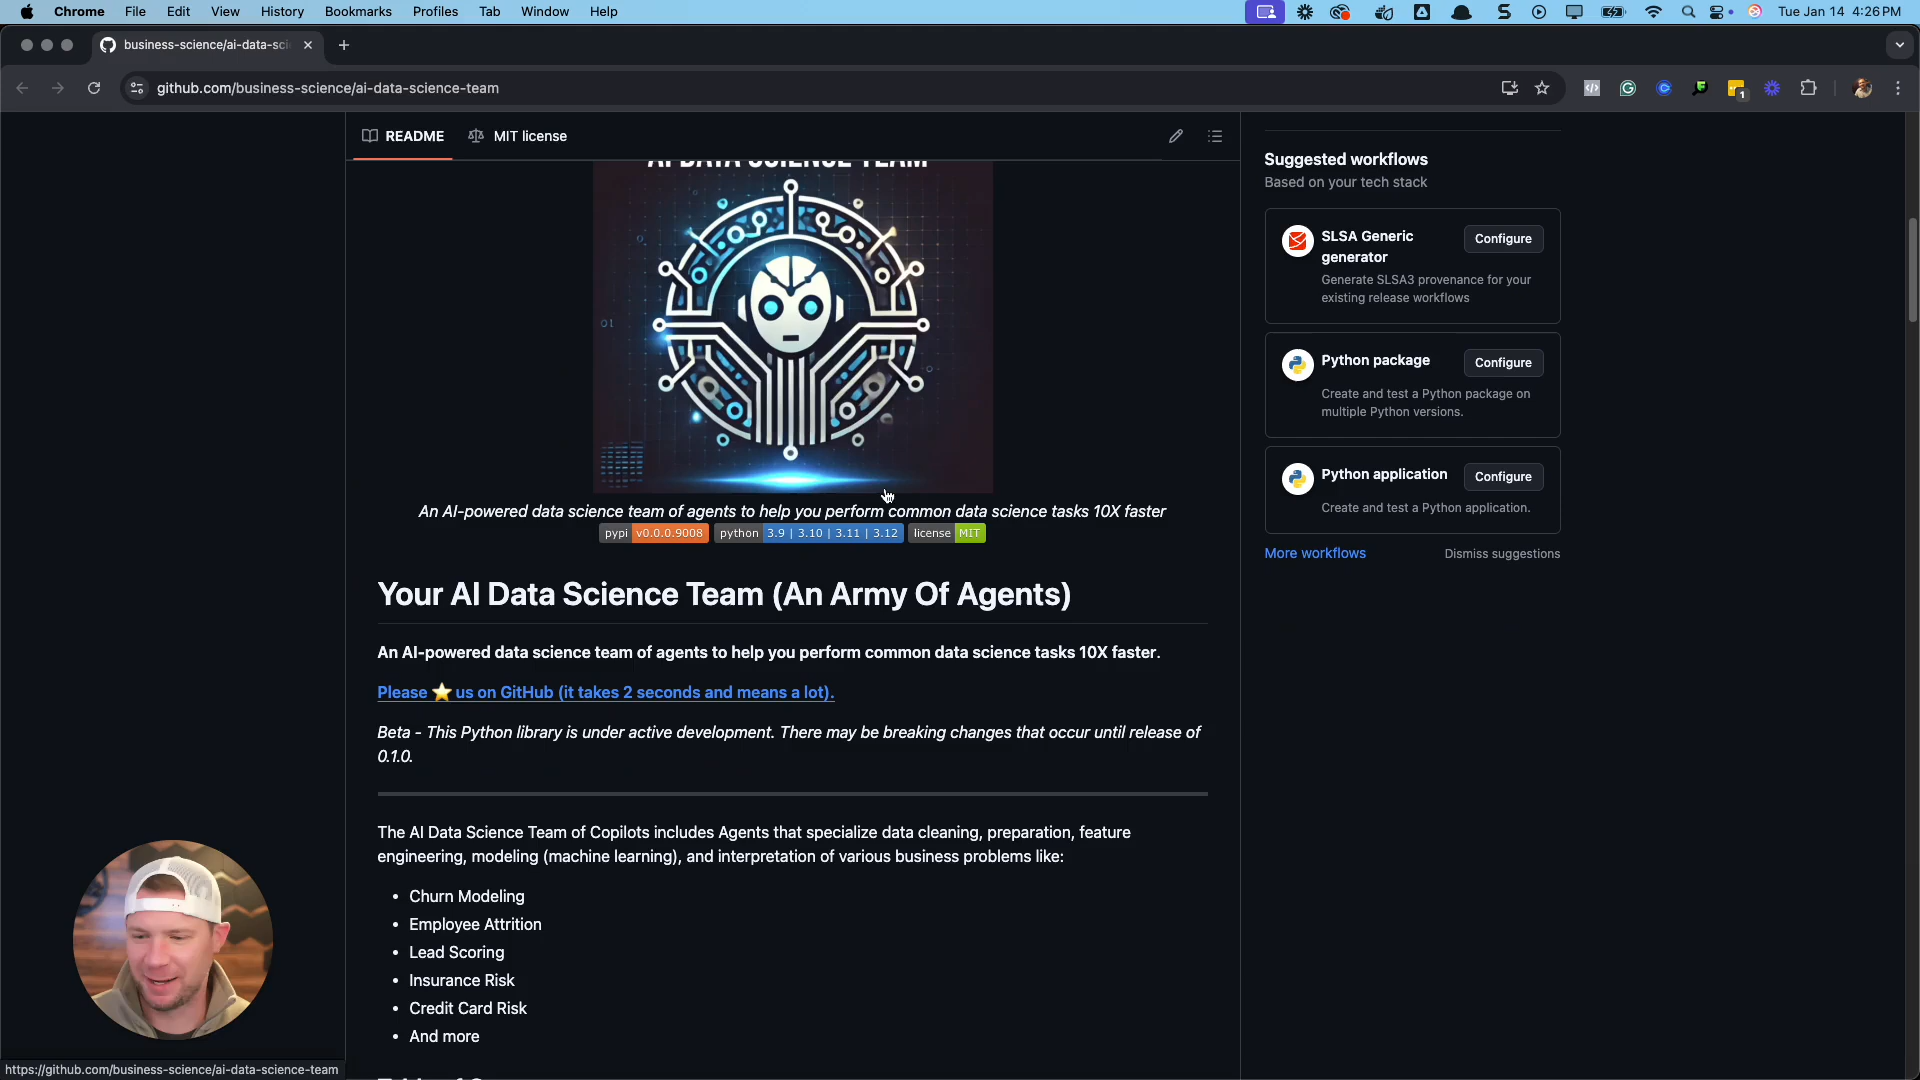 Chrome File Edit View History Bookmarks Profiles Tab Window Help
Tue Jan 14 4:26 PM
business-science/ai-data-sci
github.com/business-science/ai-data-science-team
1
README MIT license
AI DATA SCIENCE TEAM
01
An AI-powered data science team of agents to help you perform common data science tasks 10X faster
pypi v0.0.0.9008 python 3.9 | 3.10 | 3.11 | 3.12 license MIT
Your AI Data Science Team (An Army Of Agents)
An AI-powered data science team of agents to help you perform common data science tasks 10X faster.
Please ⭐ us on GitHub (it takes 2 seconds and means a lot).
Beta - This Python library is under active development. There may be breaking changes that occur until release of
0.1.0.
The AI Data Science Team of Copilots includes Agents that specialize data cleaning, preparation, feature
engineering, modeling (machine learning), and interpretation of various business problems like:
• Churn Modeling
• Employee Attrition
• Lead Scoring
• Insurance Risk
• Credit Card Risk
• And more
Suggested workflows
Based on your tech stack
SLSA Generic
generator
Configure
Generate SLSA3 provenance for your
existing release workflows
Python package
Configure
Create and test a Python package on
multiple Python versions.
Python application
Configure
Create and test a Python application.
More workflows Dismiss suggestions
https://github.com/business-science/ai-data-science-team